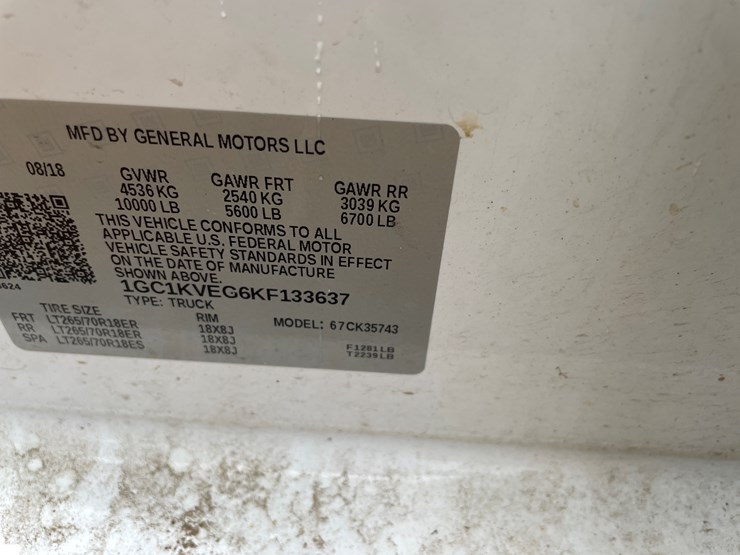 MFD BY GENERAL MOTORS LLC
08/18 GVWR GAWR FRT GAWR RR
4536 KG 2540 KG 3039 KG
10000 LB 5600 LB 6700 LB
THIS VEHICLE CONFORMS TO ALL
APPLICABLE U.S. FEDERAL MOTOR
VEHICLE SAFETY STANDARDS IN EFFECT
ON THE DATE OF MANUFACTURE
SHOWN ABOVE.
1GC1KVEG6KF133637
TYPE: TRUCK
TIRE SIZE RIM MODEL: 67CK35743
FRT LT265/70R18ER 18X8J
RR LT265/70R18ER 18X8J
SPA LT265/70R18ES 18X8J
F1281LB
T2239LB